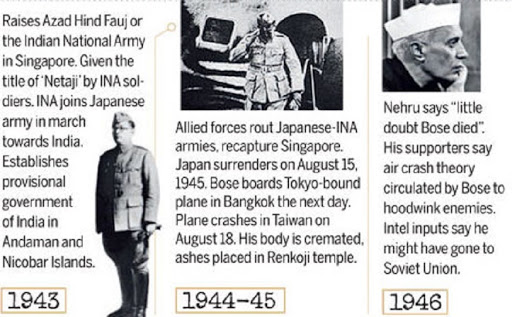 Raises Azad Hind Fauj or
the Indian National Army
in Singapore. Given the
title of 'Netaji' by INA sol-
diers. INA joins Japanese
army in march
towards India.
Establishes
provisional
government
of India in
Andaman and
Nicobar Islands.
1943
Allied forces rout Japanese-INA
armies, recapture Singapore.
Japan surrenders on August 15,
1945. Bose boards Tokyo-bound
plane in Bangkok the next day.
Plane crashes in Taiwan on
August 18. His body is cremated,
ashes placed in Renkoji temple.
1944-45
Nehru says "little
doubt Bose died".
His supporters say
air crash theory
circulated by Bose to
hoodwink enemies.
Intel inputs say he
might have gone to
Soviet Union.
1946